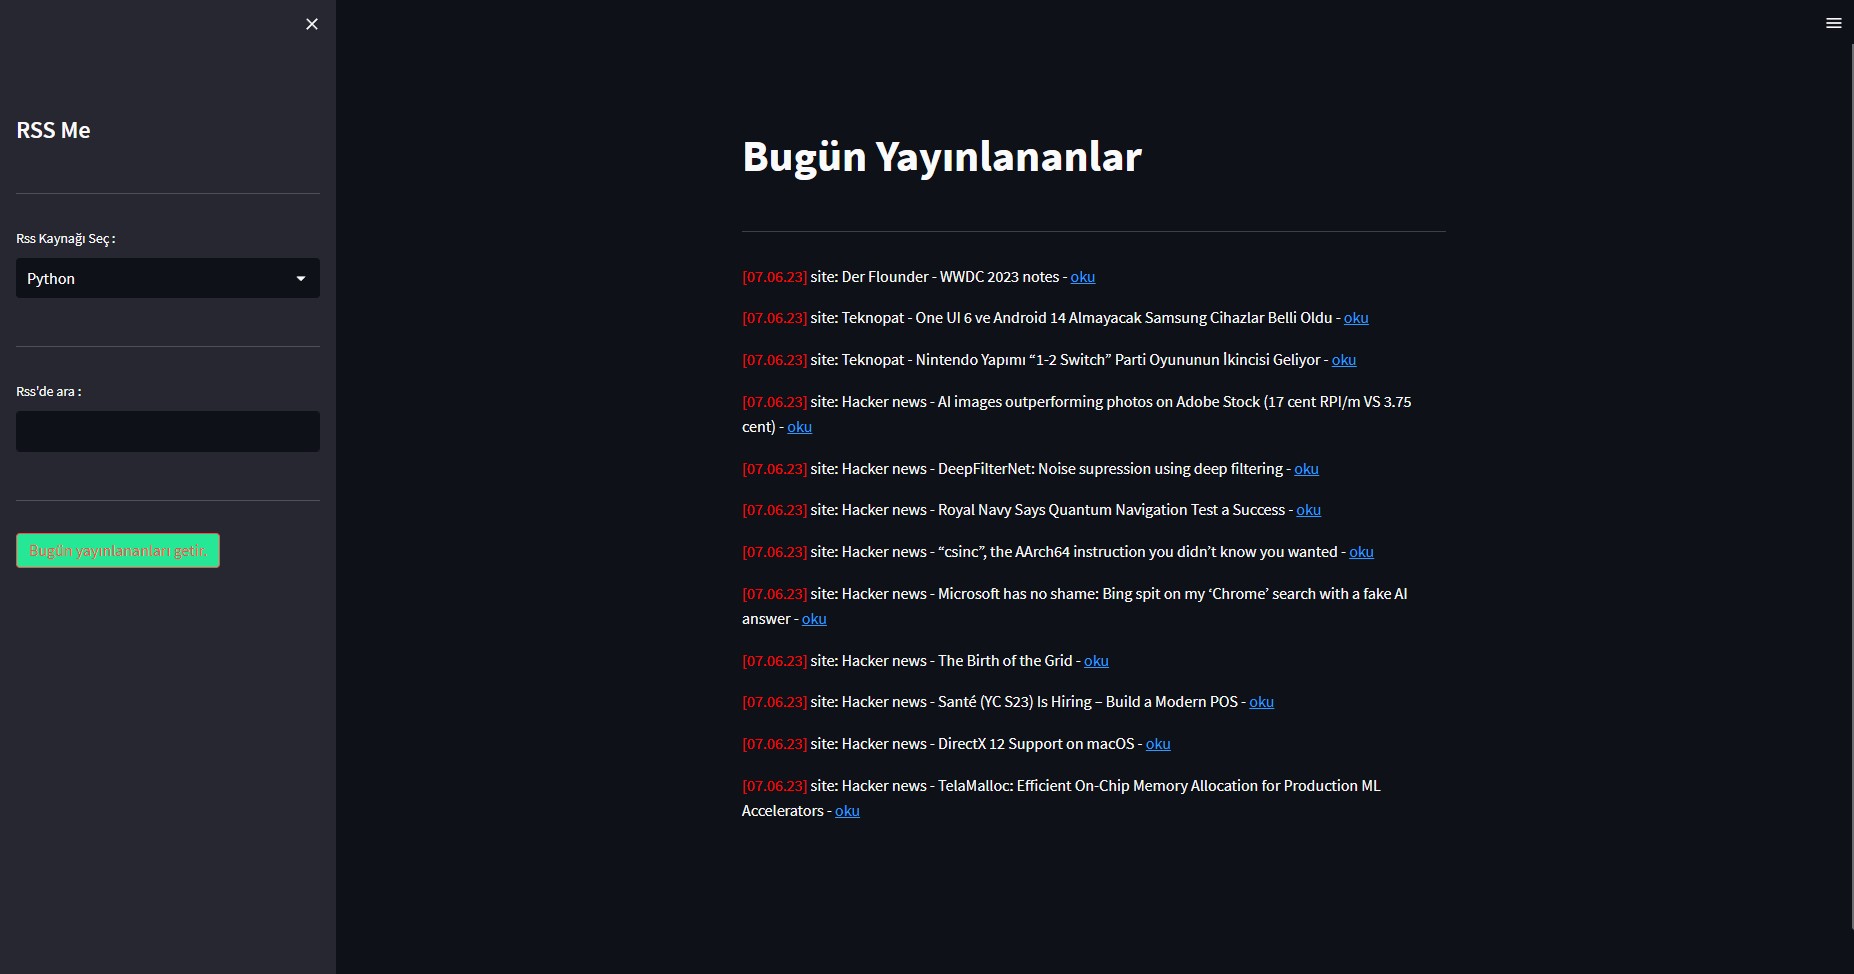 RSS Me
Rss Kaynağı Seç :
Python
Rss'de ara :
Bugün yayınlananları getir.
Bugün Yayınlananlar
[07.06.23] site: Der Flounder - WWDC 2023 notes - oku
[07.06.23] site: Teknopat - One UI 6 ve Android 14 Almayacak Samsung Cihazlar Belli Oldu - oku
[07.06.23] site: Teknopat - Nintendo Yapımı “1-2 Switch” Parti Oyununun İkincisi Geliyor - oku
[07.06.23] site: Hacker news - AI images outperforming photos on Adobe Stock (17 cent RPI/m VS 3.75
cent) - oku
[07.06.23] site: Hacker news - DeepFilterNet: Noise supression using deep filtering - oku
[07.06.23] site: Hacker news - Royal Navy Says Quantum Navigation Test a Success - oku
[07.06.23] site: Hacker news - “csinc”, the AArch64 instruction you didn’t know you wanted - oku
[07.06.23] site: Hacker news - Microsoft has no shame: Bing spit on my ‘Chrome’ search with a fake AI
answer - oku
[07.06.23] site: Hacker news - The Birth of the Grid - oku
[07.06.23] site: Hacker news - Santé (YC S23) Is Hiring – Build a Modern POS - oku
[07.06.23] site: Hacker news - DirectX 12 Support on macOS - oku
[07.06.23] site: Hacker news - TelaMalloc: Efficient On-Chip Memory Allocation for Production ML
Accelerators - oku